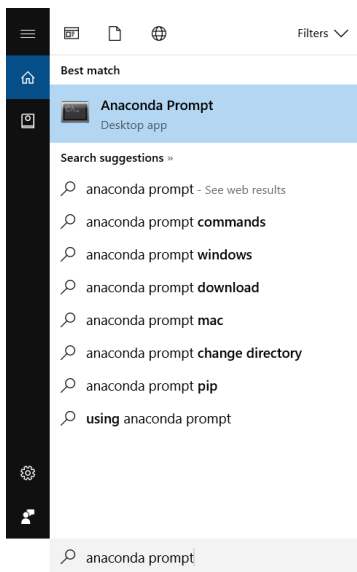 Filters
Best match
Anaconda Prompt
Desktop app
Search suggestions »
anaconda prompt - See web results
anaconda prompt commands
anaconda prompt windows
anaconda prompt download
anaconda prompt mac
anaconda prompt change directory
anaconda prompt pip
using anaconda prompt
anaconda prompt